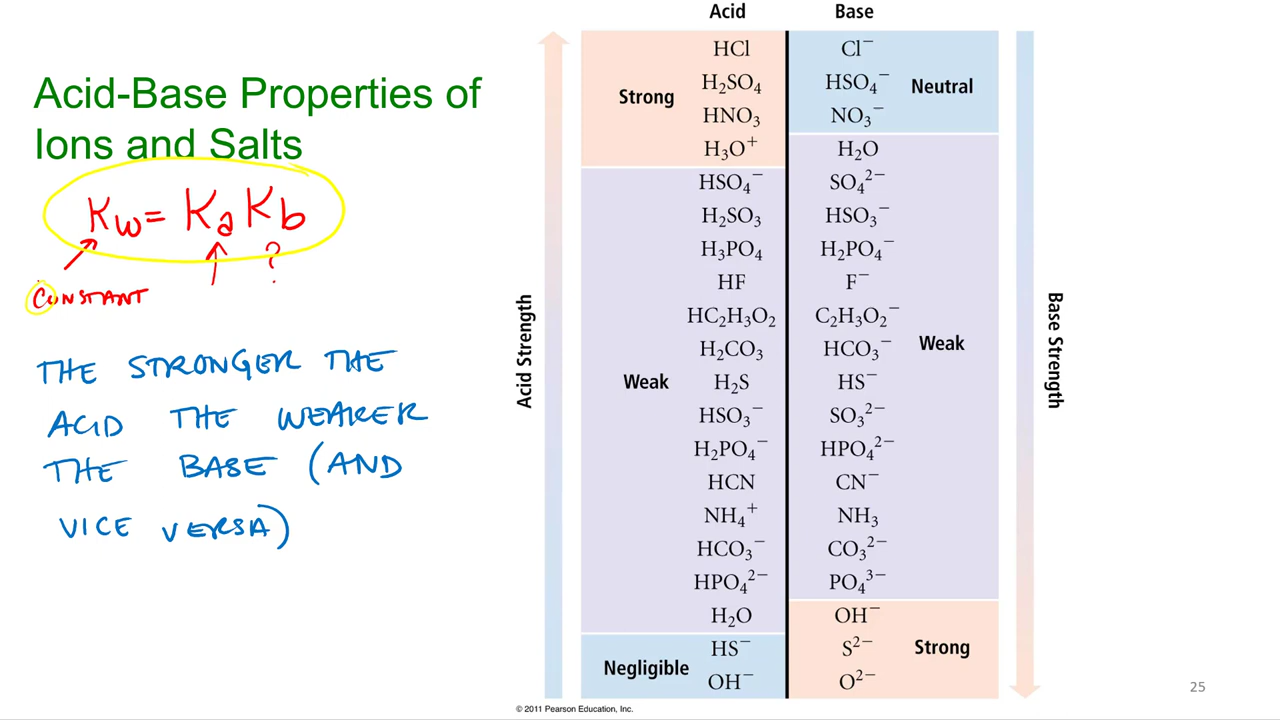 Acid-Base Properties of
Ions and Salts
Kw = Ka Kb
?
CONSTANT
THE STRONGER THE
ACID THE WEAKER
THE BASE (AND
VICE VERSA)
Acid Base
HCl Cl⁻
H₂SO₄ HSO₄⁻
Strong Neutral
HNO₃ NO₃⁻
H₃O⁺ H₂O
HSO₄⁻ SO₄²⁻
H₂SO₃ HSO₃⁻
H₃PO₄ H₂PO₄⁻
HF F⁻
HC₂H₃O₂ C₂H₃O₂⁻
Acid Strength Base Strength
H₂CO₃ HCO₃⁻ Weak
Weak H₂S HS⁻
HSO₃⁻ SO₃²⁻
H₂PO₄⁻ HPO₄²⁻
HCN CN⁻
NH₄⁺ NH₃
HCO₃⁻ CO₃²⁻
HPO₄²⁻ PO₄³⁻
H₂O OH⁻
HS⁻ S²⁻ Strong
Negligible
OH⁻ O²⁻
© 2011 Pearson Education, Inc.
25